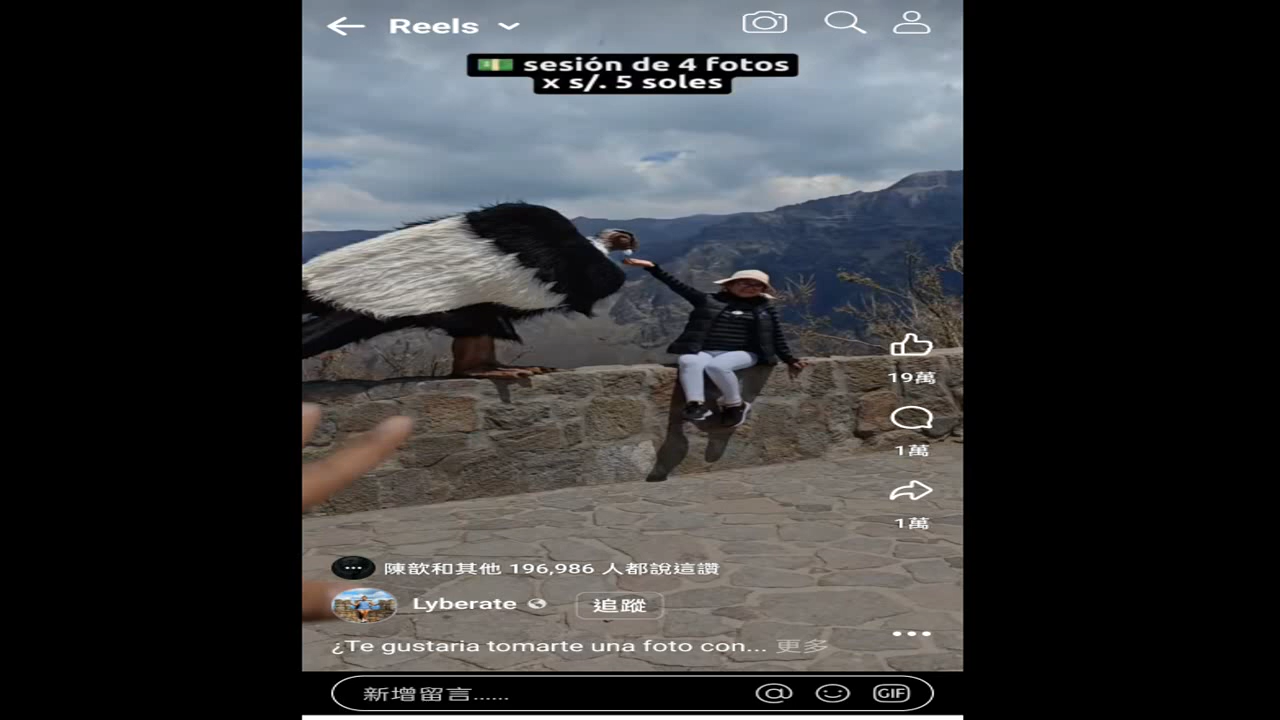 Reels
sesión de 4 fotos
x s/. 5 soles
19萬
1萬
1萬
陳歆和其他 196,986 人都說這讚
Lyberate
追蹤
¿Te gustaria tomarte una foto con... 更多
新增留言......
GIF